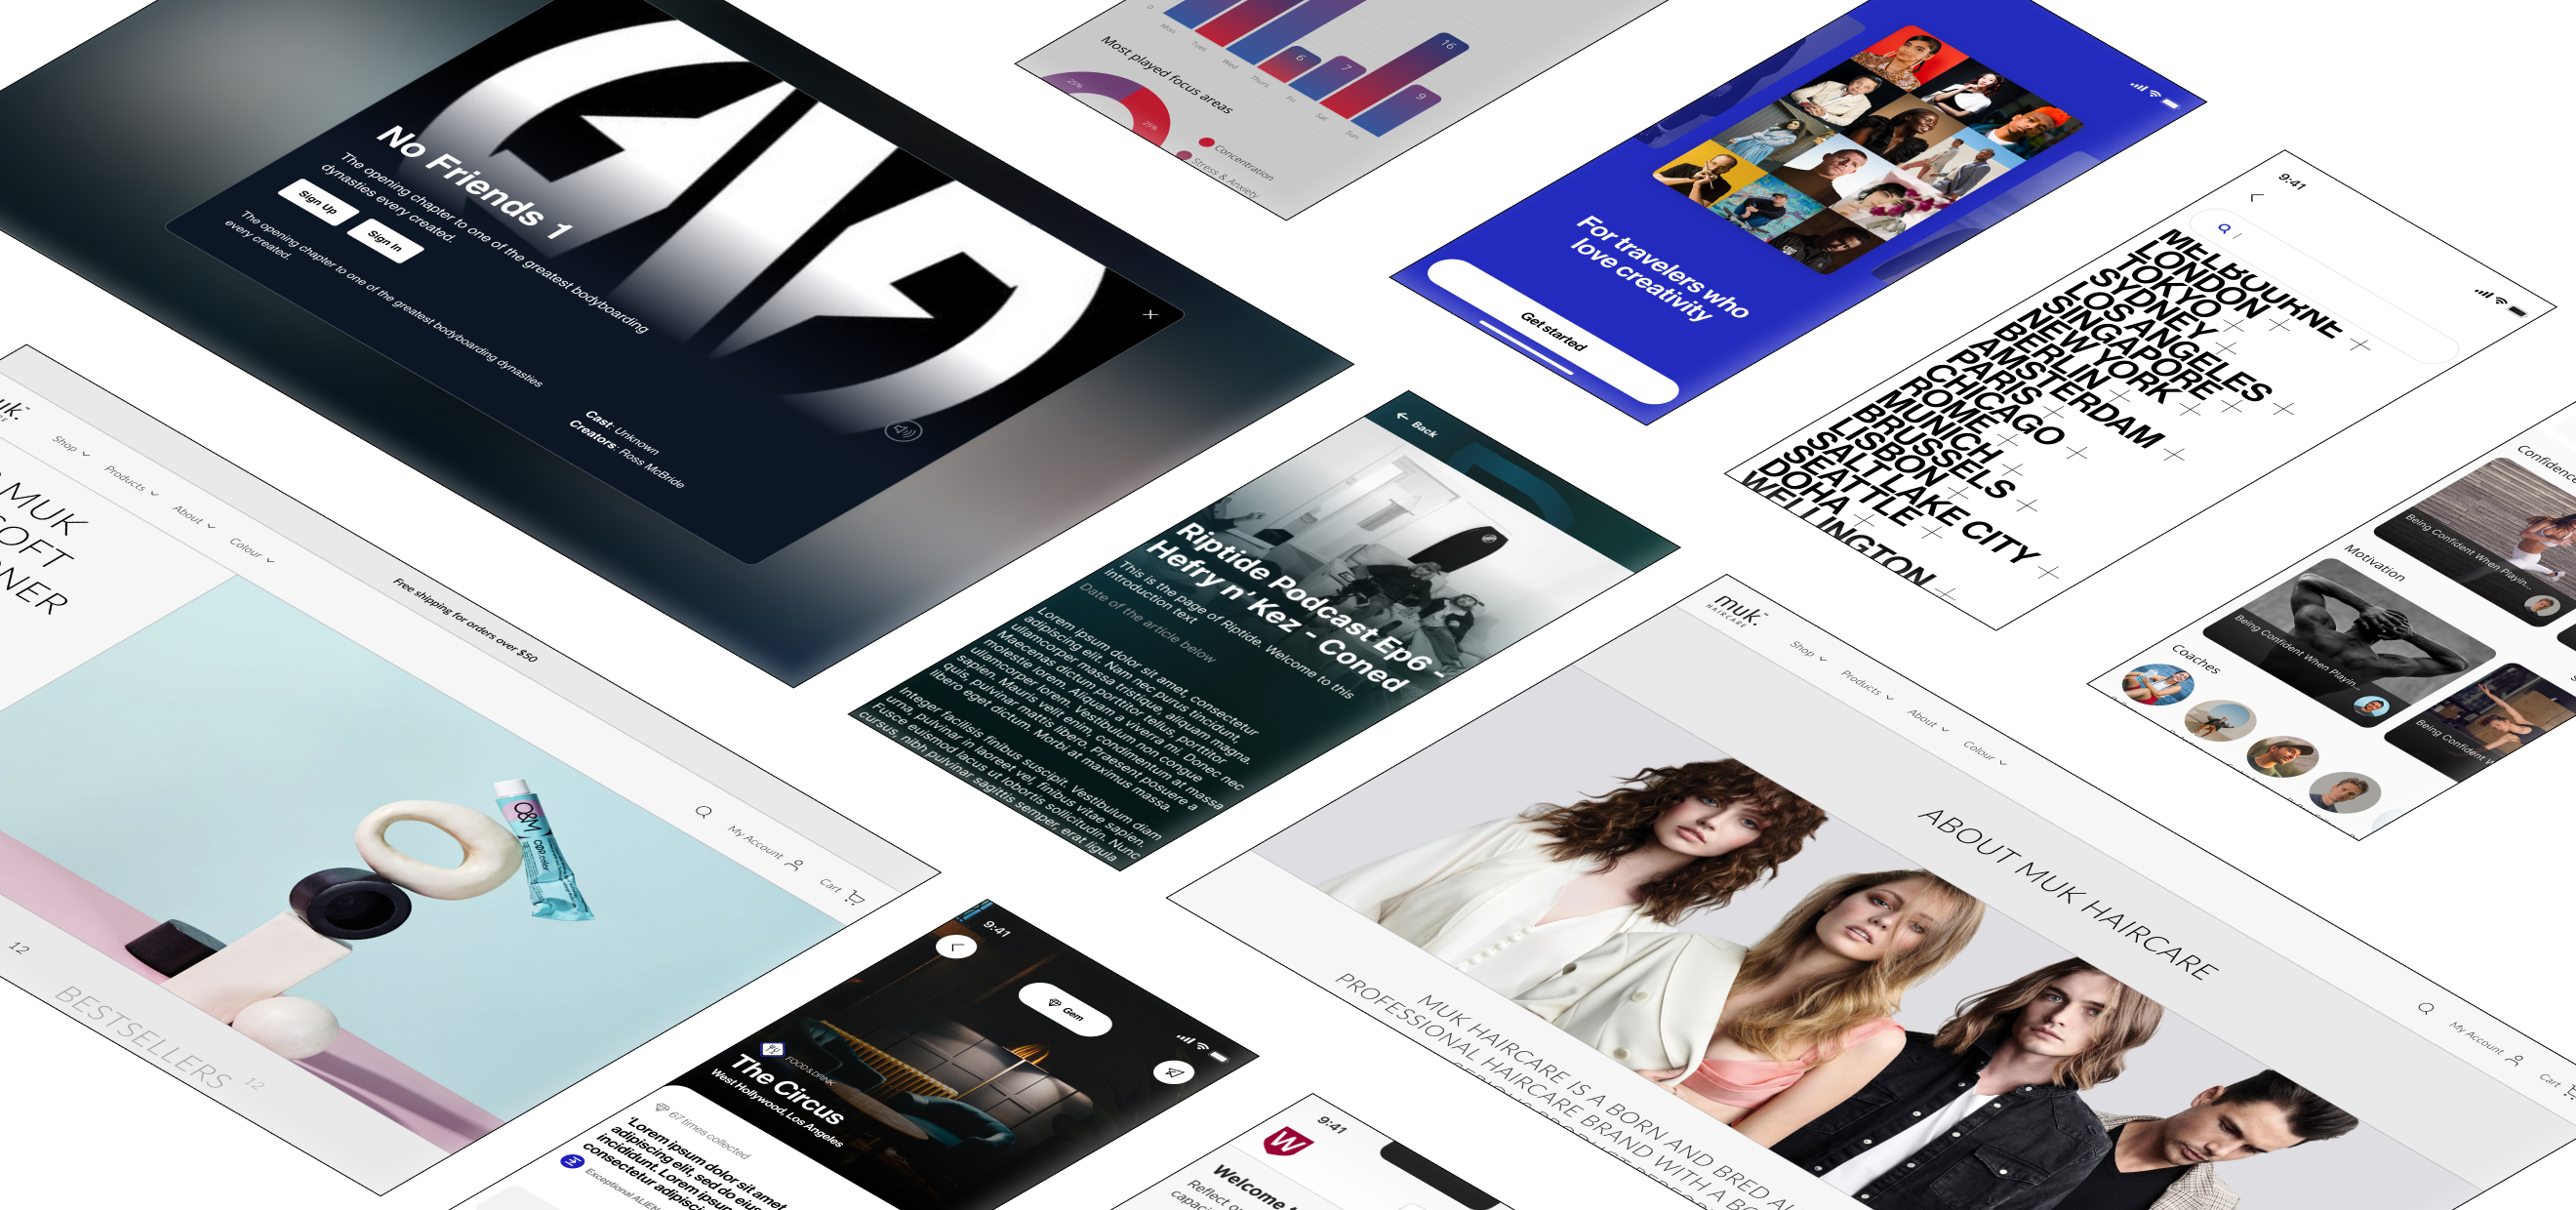 No Friends 1
The opening chapter to one of the greatest bodyboarding
dynasties every created.
Sign Up
Sign In
The opening chapter to one of the greatest bodyboarding dynasties
every created.
Cast: Unknown
Creators: Ross McBride
0
Mon
Tues
Wed
Thurs
Fri
Sat
Sun
6
7
16
9
Most played focus areas
25%
25%
Concentration
Stress & Anxiety
For travelers who
love creativity
Get started
9:41
MELBOURNE
LONDON
TOKYO
SYDNEY
LOS ANGELES
SINGAPORE
NEW YORK
BERLIN
AMSTERDAM
PARIS
CHICAGO
ROME
MUNICH
BRUSSELS
LISBON
SALT LAKE CITY
SEATTLE
DOHA
WELLINGTON
Being Confident When Playin...
Motivation
Being Confident When Playin...
Being Confident
Coaches
Back
Riptide Podcast Ep6 -
Hefry n' Kez - Coned
This is the page of Riptide. Welcome to this
introduction text
Date of the article below
Lorem ipsum dolor sit amet, consectetur
adipiscing elit. Nam nec purus tincidunt,
ullamcorper massa tristique, aliquam magna.
Maecenas dictum porttitor tellus, porttitor
molestie lorem. Aliquam a viverra mi. Donec nec
ullamcorper lorem. Vestibulum non congue
sapien. Mauris velit enim, condimentum at massa
quis, pulvinar mattis libero. Praesent posuere a
libero eget dictum. Morbi at maximus massa.
Integer facilisis finibus suscipit. Vestibulum diam
urna, pulvinar in laoreet vel, finibus vitae sapien.
Fusce euismod lacus ut lobortis sollicitudin. Nunc
cursus, nibh pulvinar sagittis semper, erat ligula
Free shipping for orders over $50
Shop
Products
About
Colour
My Account
Cart
MUK
SOFT
O&M
CØR.color
12
BESTSELLERS 12
9:41
Gem
FOOD & DRINK
The Circus
West Hollywood, Los Angeles
67 times collected
'Lorem ipsum dolor sit amet
adipiscing elit, sed do eius
incididunt. Lorem ipsum
consectetur adipisci
Exceptional ALIEN
9:41
W
Welcome
Reflect
muk.
HAIRCARE
Shop
Products
About
Colour
My Account
Cart
ABOUT MUK HAIRCARE
MUK HAIRCARE IS A BORN AND BRED
PROFESSIONAL HAIRCARE BRAND WITH A